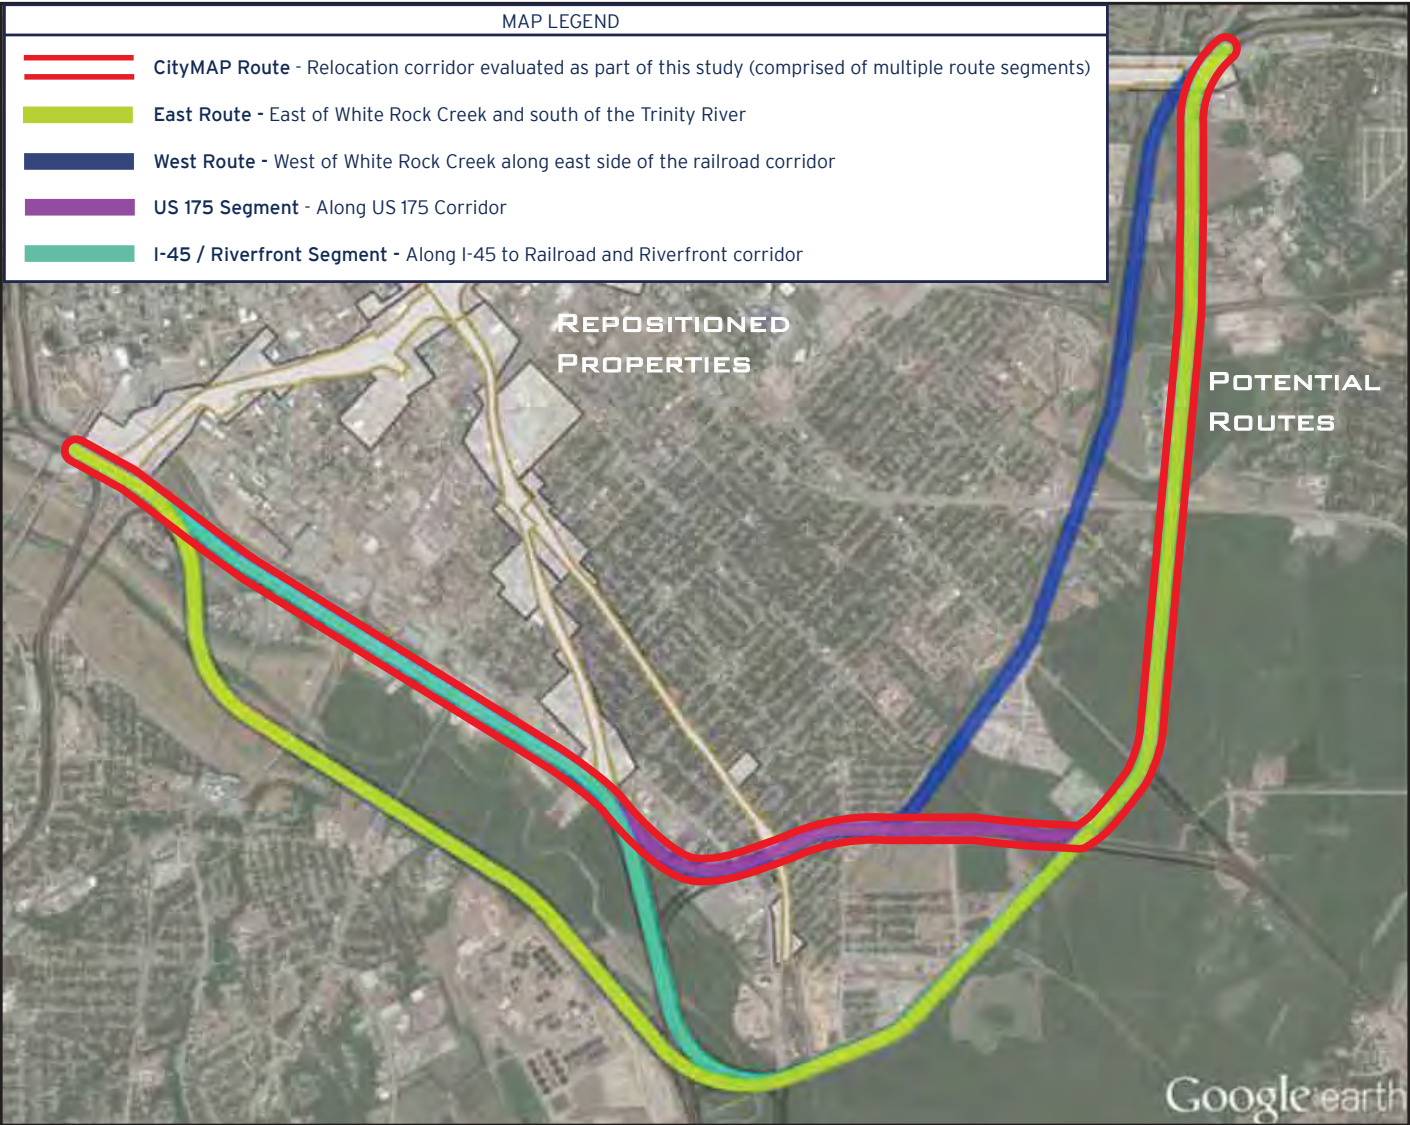 MAP LEGEND
CityMAP Route - Relocation corridor evaluated as part of this study (comprised of multiple route segments)
East Route - East of White Rock Creek and south of the Trinity River
West Route - West of White Rock Creek along east side of the railroad corridor
US 175 Segment - Along US 175 Corridor
I-45 / Riverfront Segment - Along I-45 to Railroad and Riverfront corridor
REPOSITIONED
PROPERTIES
POTENTIAL
ROUTES
Google earth